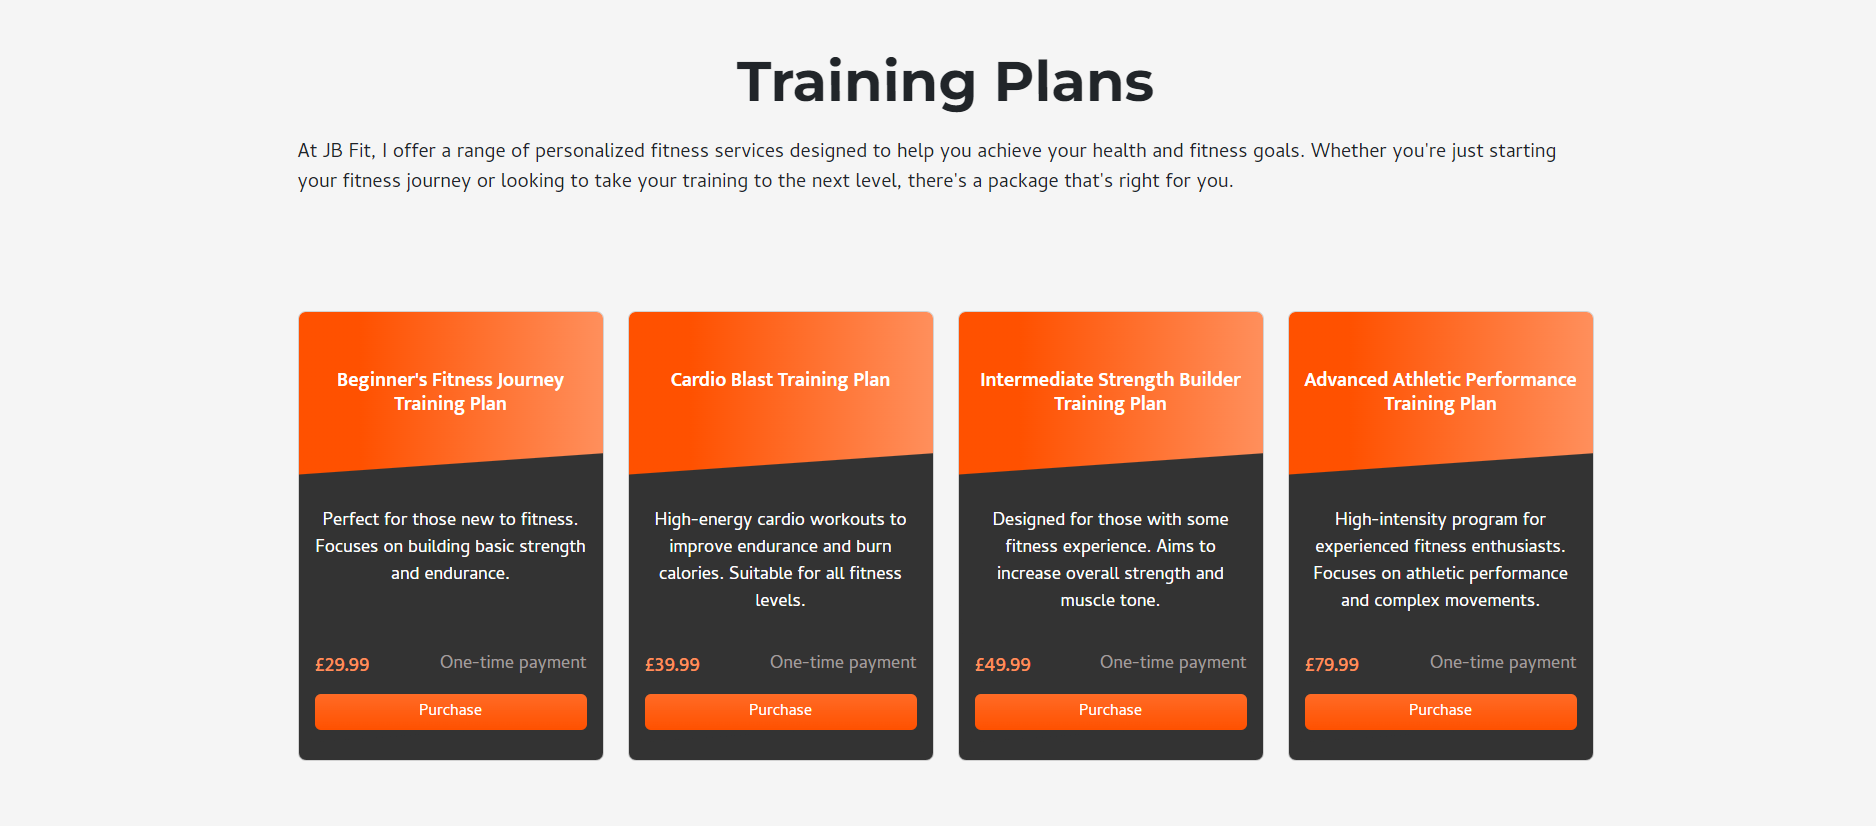 Training Plans
At JB Fit, I offer a range of personalized fitness services designed to help you achieve your health and fitness goals. Whether you're just starting
your fitness journey or looking to take your training to the next level, there's a package that's right for you.
Beginner's Fitness Journey
Training Plan
Perfect for those new to fitness.
Focuses on building basic strength
and endurance.
£29.99 One-time payment
Purchase
Cardio Blast Training Plan
High-energy cardio workouts to
improve endurance and burn
calories. Suitable for all fitness
levels.
£39.99 One-time payment
Purchase
Intermediate Strength Builder
Training Plan
Designed for those with some
fitness experience. Aims to
increase overall strength and
muscle tone.
£49.99 One-time payment
Purchase
Advanced Athletic Performance
Training Plan
High-intensity program for
experienced fitness enthusiasts.
Focuses on athletic performance
and complex movements.
£79.99 One-time payment
Purchase